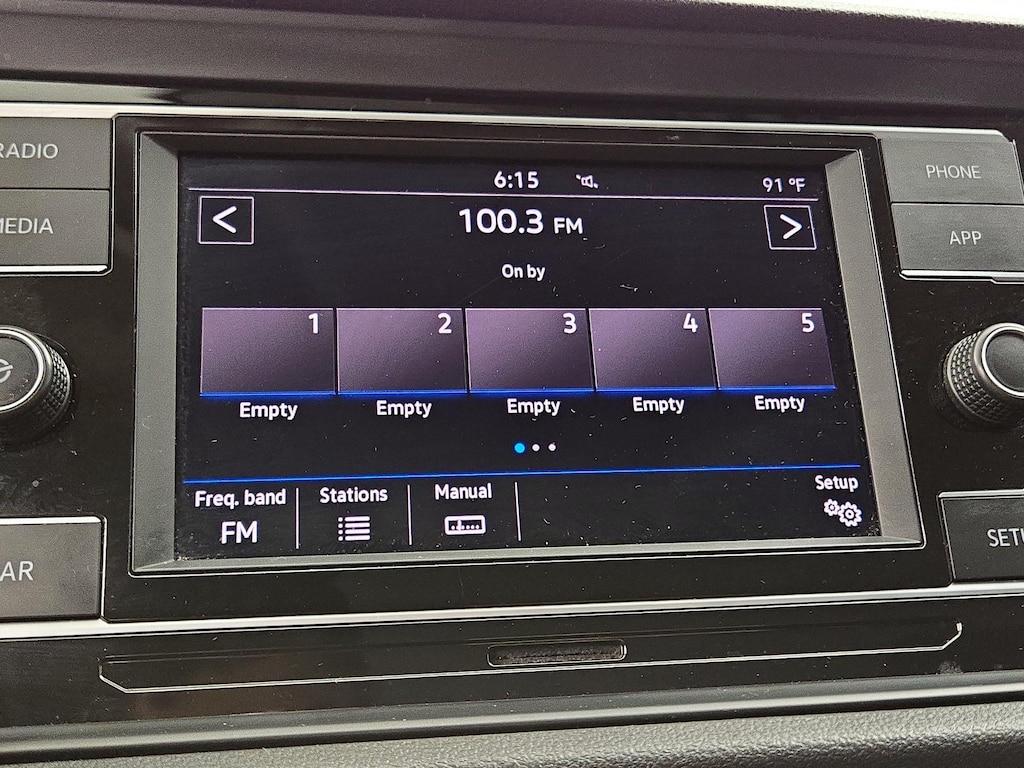 RADIO
MEDIA
AR
6:15
91 °F
<
100.3 FM
>
On by
1 2 3 4 5
Empty Empty Empty Empty Empty
Freq. band Stations Manual Setup
FM
PHONE
APP
SETU